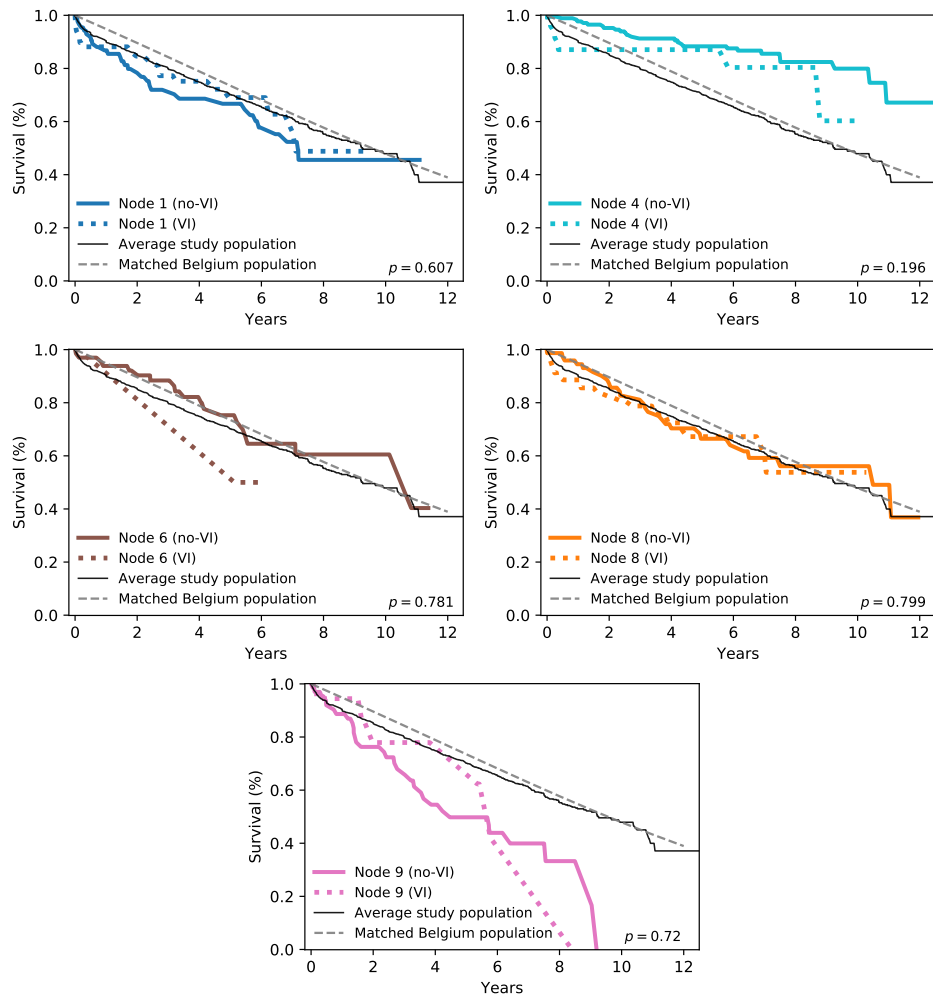 1.0
0.8
0.6
0.4
0.2
0.0
Survival (%)
Node 1 (no-VI)
Node 1 (VI)
Average study population
Matched Belgium population
p = 0.607
0 2 4 6 8 10 12
Years
1.0
0.8
0.6
0.4
0.2
0.0
Survival (%)
Node 4 (no-VI)
Node 4 (VI)
Average study population
Matched Belgium population
p = 0.196
0 2 4 6 8 10 12
Years
1.0
0.8
0.6
0.4
0.2
0.0
Survival (%)
Node 6 (no-VI)
Node 6 (VI)
Average study population
Matched Belgium population
p = 0.781
0 2 4 6 8 10 12
Years
1.0
0.8
0.6
0.4
0.2
0.0
Survival (%)
Node 8 (no-VI)
Node 8 (VI)
Average study population
Matched Belgium population
p = 0.799
0 2 4 6 8 10 12
Years
1.0
0.8
0.6
0.4
0.2
0.0
Survival (%)
Node 9 (no-VI)
Node 9 (VI)
Average study population
Matched Belgium population
p = 0.72
0 2 4 6 8 10 12
Years